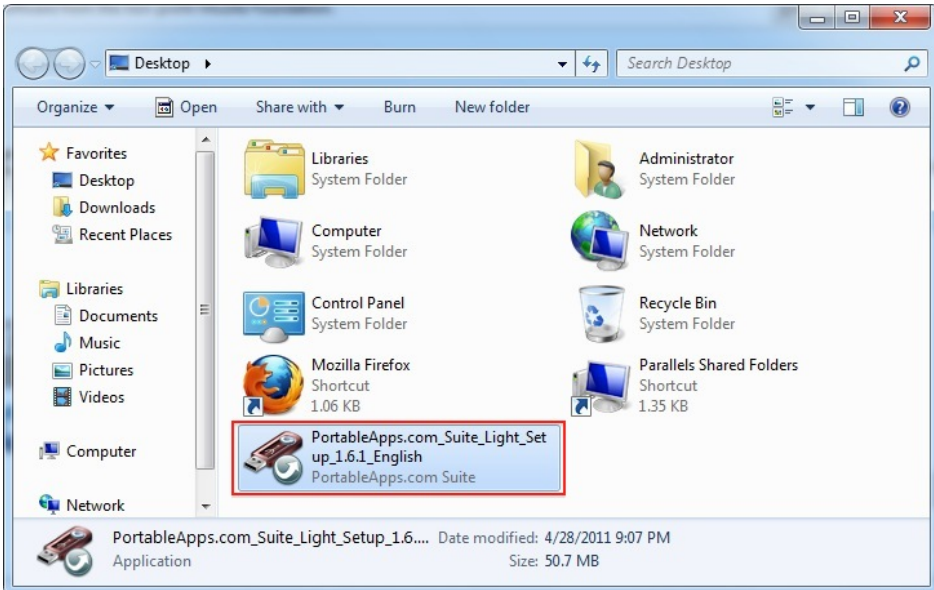 Desktop
Search Desktop
Organize Open Share with Burn New folder
Favorites
Desktop
Downloads
Recent Places
Libraries
Documents
Music
Pictures
Videos
Computer
Network
Libraries
System Folder
Administrator
System Folder
Computer
System Folder
Network
System Folder
Control Panel
System Folder
Recycle Bin
System Folder
Mozilla Firefox
Shortcut
1.06 KB
Parallels Shared Folders
Shortcut
1.35 KB
PortableApps.com_Suite_Light_Set
up_1.6.1_English
PortableApps.com Suite
PortableApps.com_Suite_Light_Setup_1.6.... Date modified: 4/28/2011 9:07 PM
Application Size: 50.7 MB